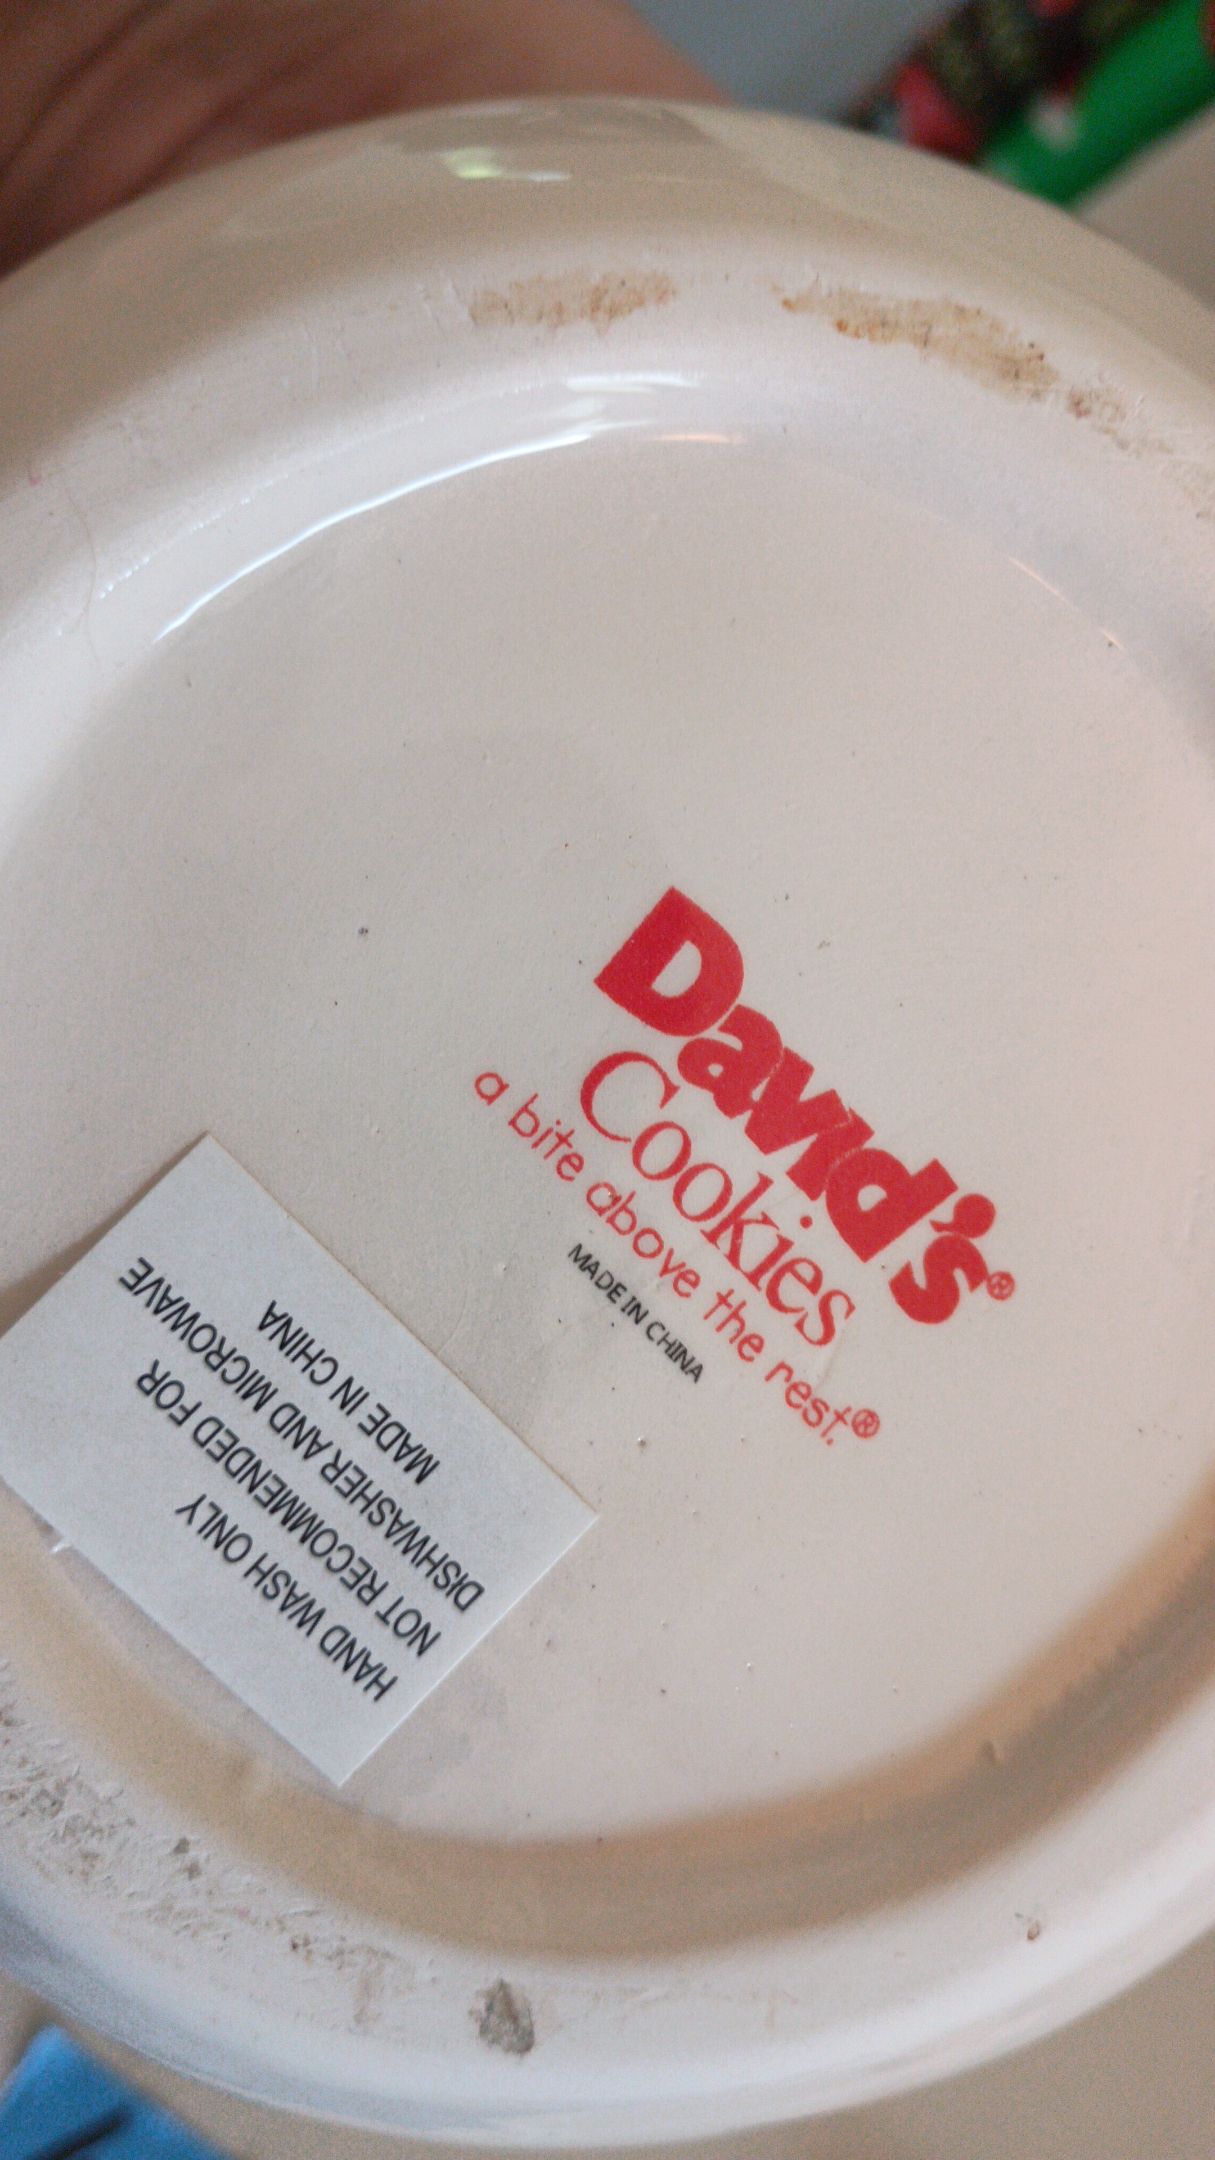 David's®
Cookies
a bite above the rest.®
MADE IN CHINA
HAND WASH ONLY
NOT RECOMMENDED FOR
DISHWASHER AND MICROWAVE
MADE IN CHINA